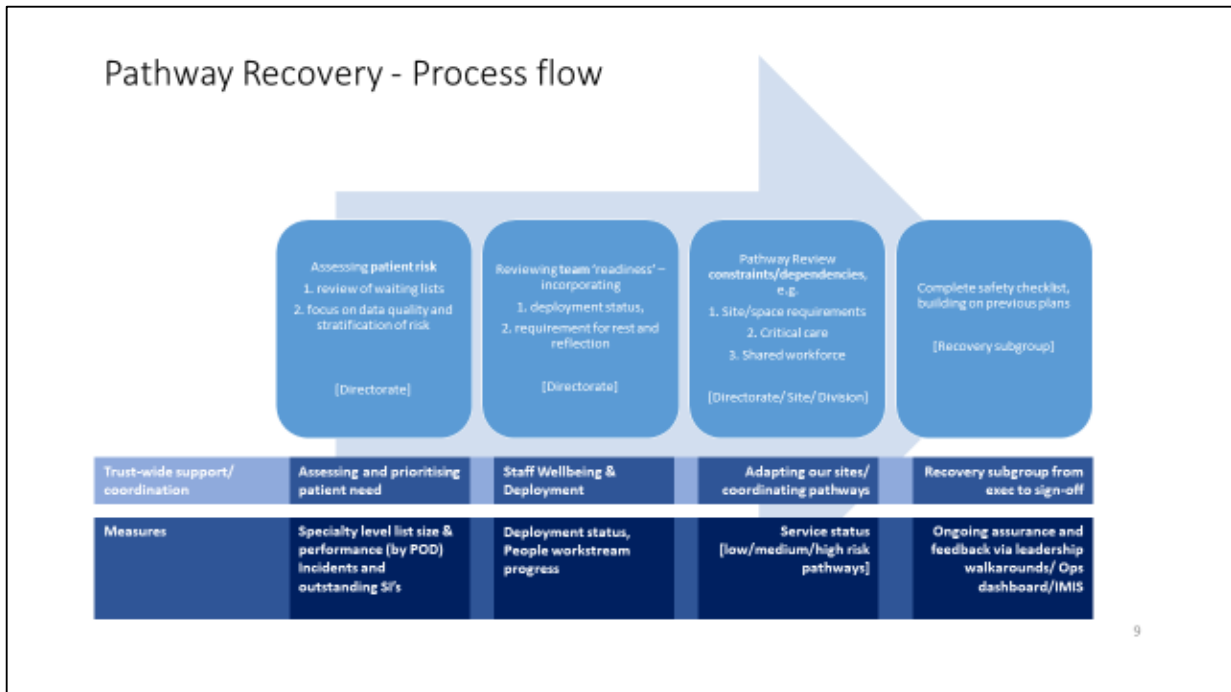 Pathway Recovery - Process flow
Assessing patient risk
1. review of waiting lists
2. focus on data quality and
stratification of risk
[Directorate]
Reviewing team 'readiness' –
incorporating
1. deployment status,
2. requirement for rest and
reflection
[Directorate]
Pathway Review
constraints/dependencies,
e.g.
1. Site/space requirements
2. Critical care
3. Shared workforce
[Directorate/ Site/ Division]
Complete safety checklist,
building on previous plans
[Recovery subgroup]
Trust-wide support/
coordination
Assessing and prioritising
patient need
Staff Wellbeing &
Deployment
Adapting our sites/
coordinating pathways
Recovery subgroup from
exec to sign-off
Measures
Specialty level list size &
performance (by POD)
Incidents and
outstanding SI's
Deployment status,
People workstream
progress
Service status
[low/medium/high risk
pathways]
Ongoing assurance and
feedback via leadership
walkarounds/ Ops
dashboard/IMIS
9